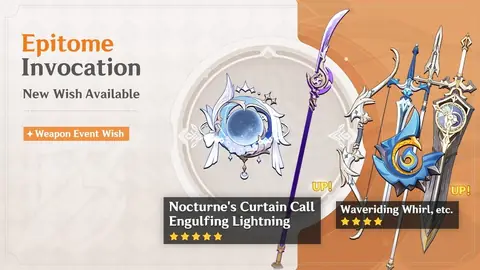 Epitome
Invocation
New Wish Available
Weapon Event Wish
UP!
Nocturne's Curtain Call
Engulfing Lightning
UP!
Waveriding Whirl, etc.